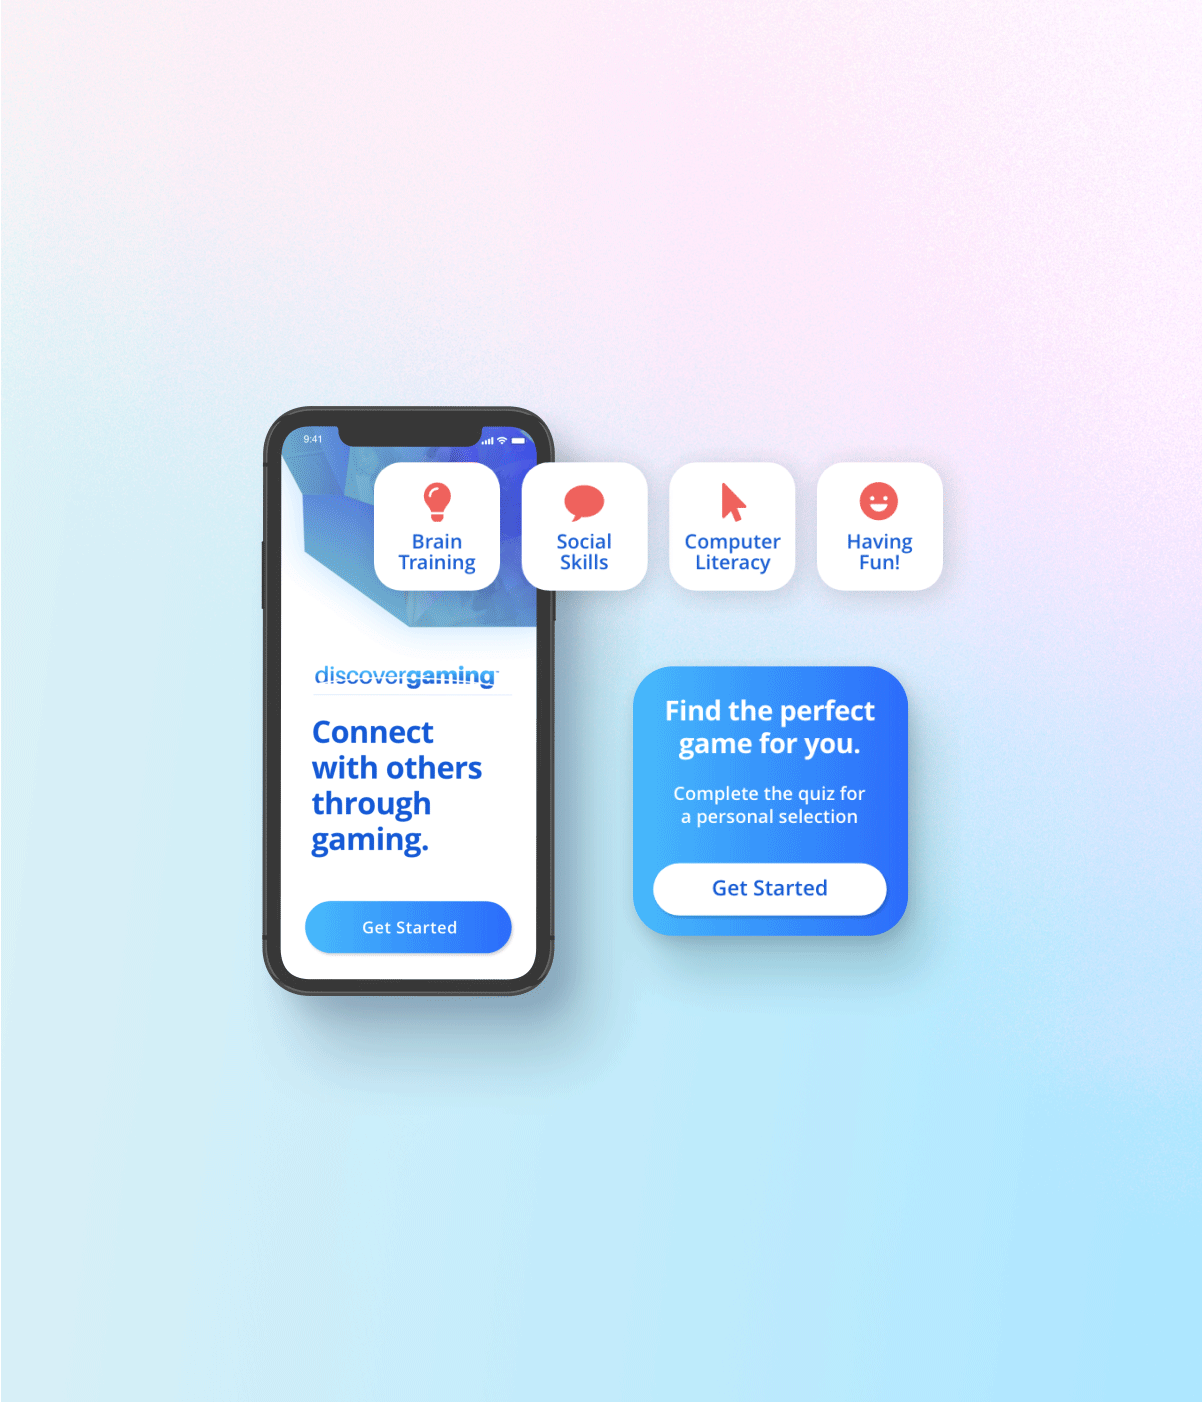 9:41
Brain
Training
Social
Skills
Computer
Literacy
Having
Fun!
discovergaming
Connect
with others
through
gaming.
Get Started
Find the perfect
game for you.
Complete the quiz for
a personal selection
Get Started